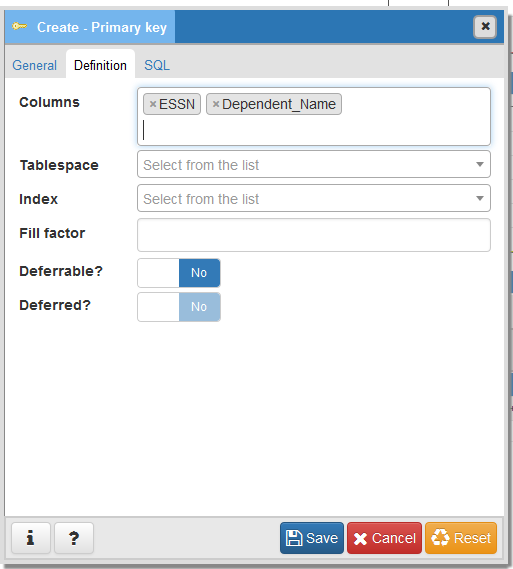 Create - Primary key
General Definition SQL
Columns ×ESSN ×Dependent_Name
Tablespace Select from the list
Index Select from the list
Fill factor
Deferrable? No
Deferred? No
i ? Save Cancel Reset